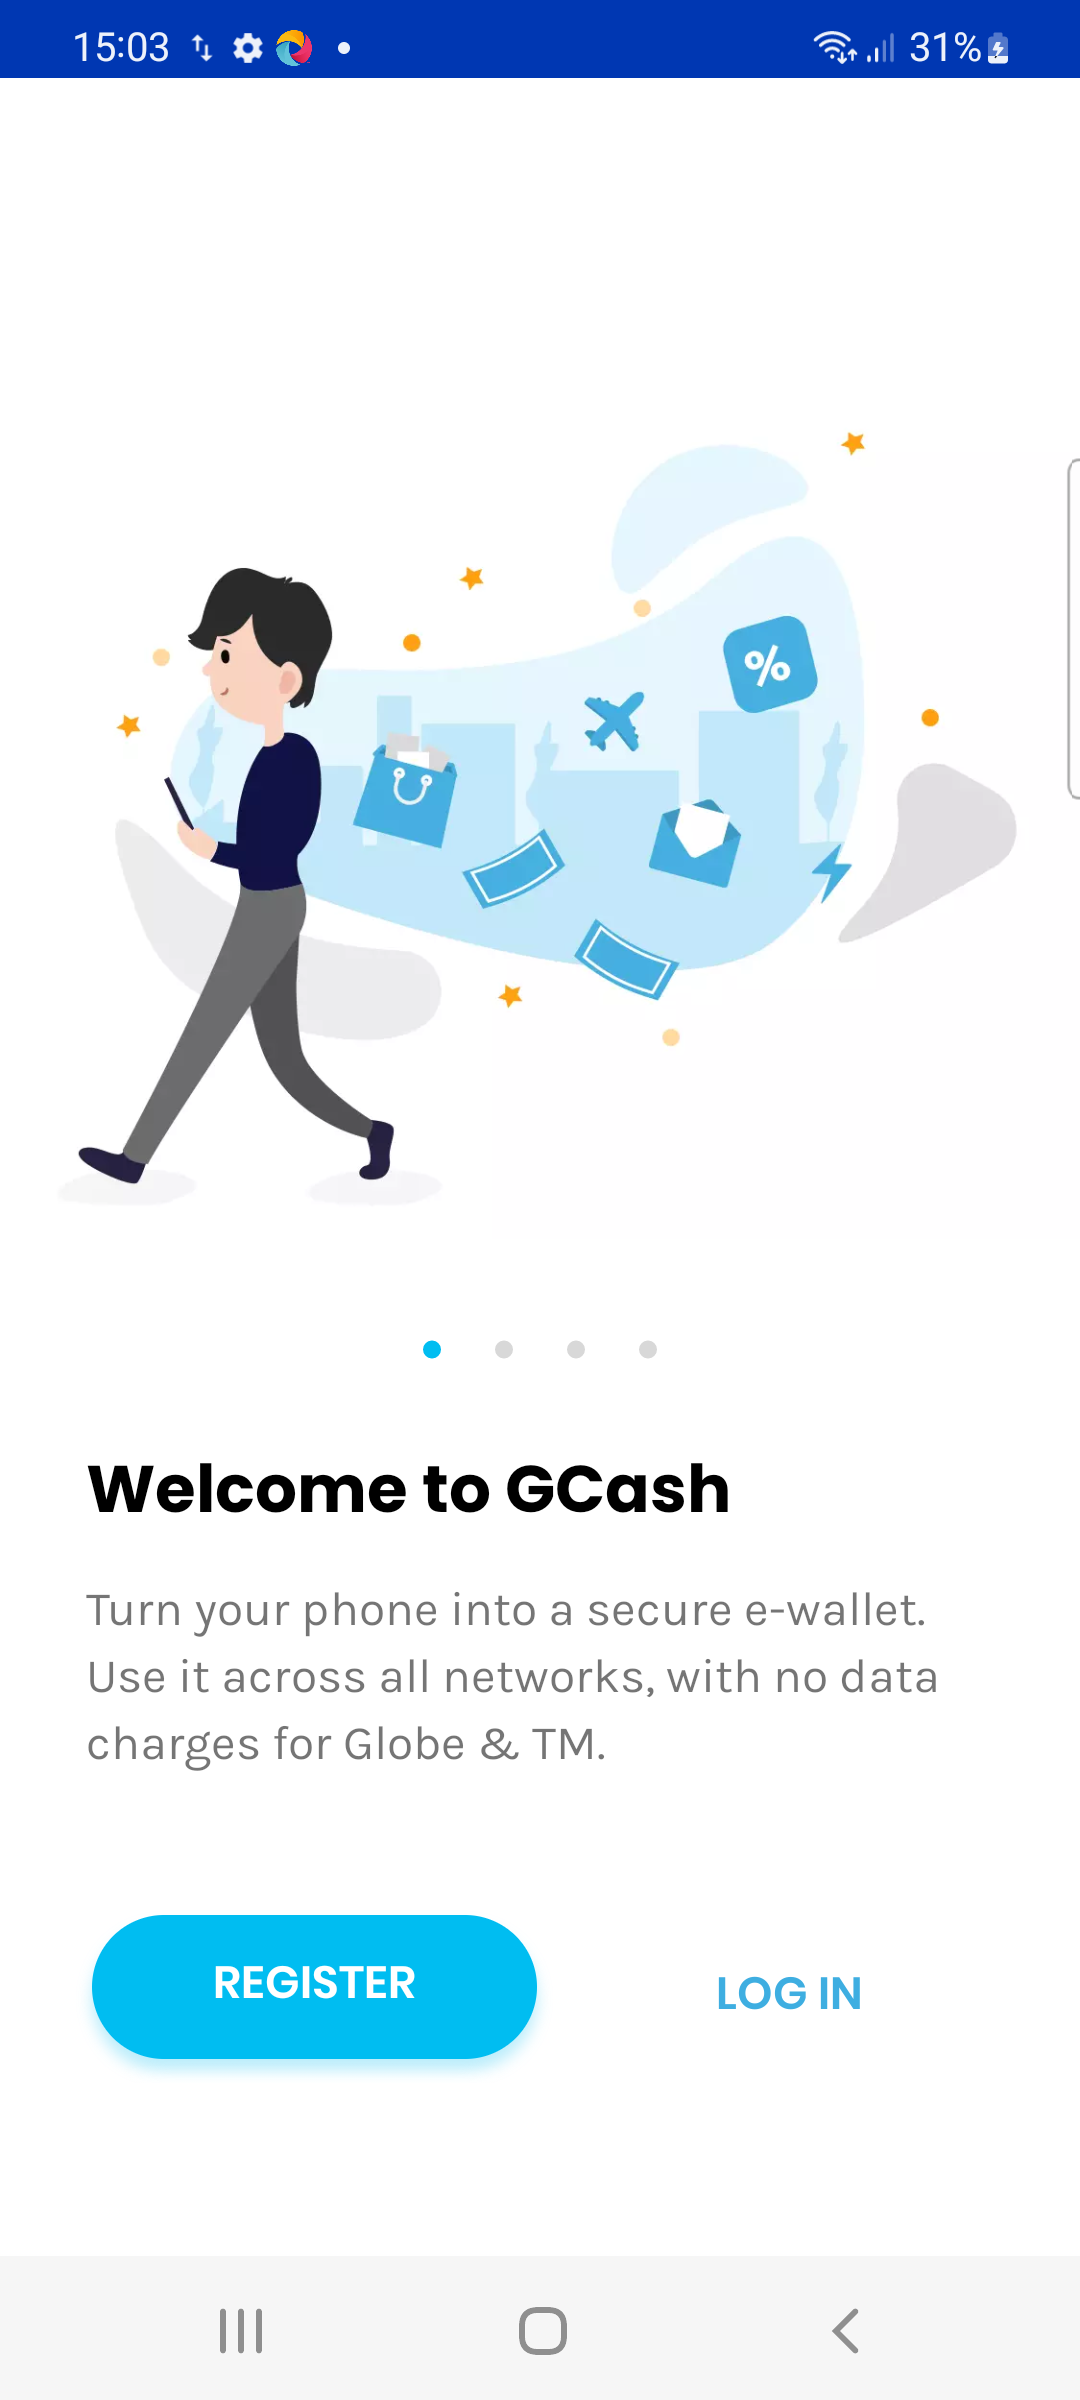 15:03
31%
%
Welcome to GCash
Turn your phone into a secure e-wallet.
Use it across all networks, with no data
charges for Globe & TM.
REGISTER
LOG IN